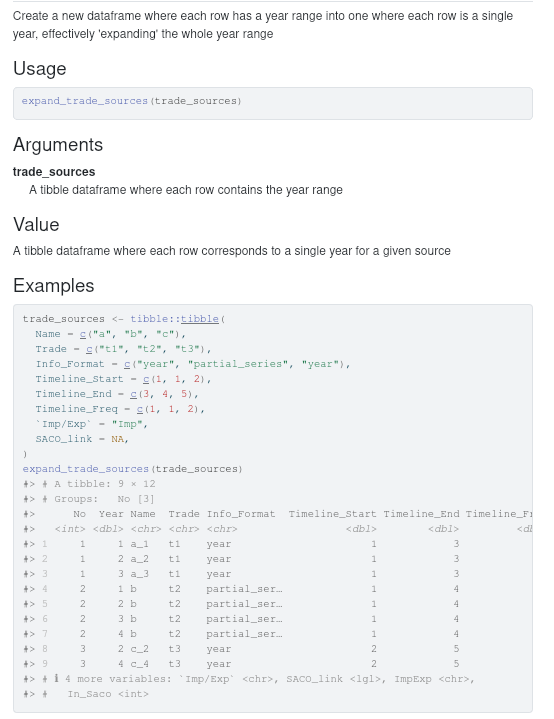 Create a new dataframe where each row has a year range into one where each row is a single
year, effectively 'expanding' the whole year range
Usage
expand_trade_sources(trade_sources)
Arguments
trade_sources
A tibble dataframe where each row contains the year range
Value
A tibble dataframe where each row corresponds to a single year for a given source
Examples
trade_sources <- tibble::tibble(
  Name = c("a", "b", "c"),
  Trade = c("t1", "t2", "t3"),
  Info_Format = c("year", "partial_series", "year"),
  Timeline_Start = c(1, 1, 2),
  Timeline_End = c(3, 4, 5),
  Timeline_Freq = c(1, 1, 2),
  `Imp/Exp` = "Imp",
  SACO_link = NA,
)
expand_trade_sources(trade_sources)
#> # A tibble: 9 × 12
#> # Groups:   No [3]
#>      No  Year Name  Trade Info_Format  Timeline_Start Timeline_End Timeline_Fr
#>   <int> <dbl> <chr> <chr> <chr>                 <dbl>        <dbl>         <db
#> 1     1     1 a_1   t1    year                      1            3
#> 2     1     2 a_2   t1    year                      1            3
#> 3     1     3 a_3   t1    year                      1            3
#> 4     2     1 b     t2    partial_ser…              1            4
#> 5     2     2 b     t2    partial_ser…              1            4
#> 6     2     3 b     t2    partial_ser…              1            4
#> 7     2     4 b     t2    partial_ser…              1            4
#> 8     3     2 c_2   t3    year                      2            5
#> 9     3     4 c_4   t3    year                      2            5
#> # ℹ 4 more variables: `Imp/Exp` <chr>, SACO_link <lgl>, ImpExp <chr>,
#> #   In_Saco <int>